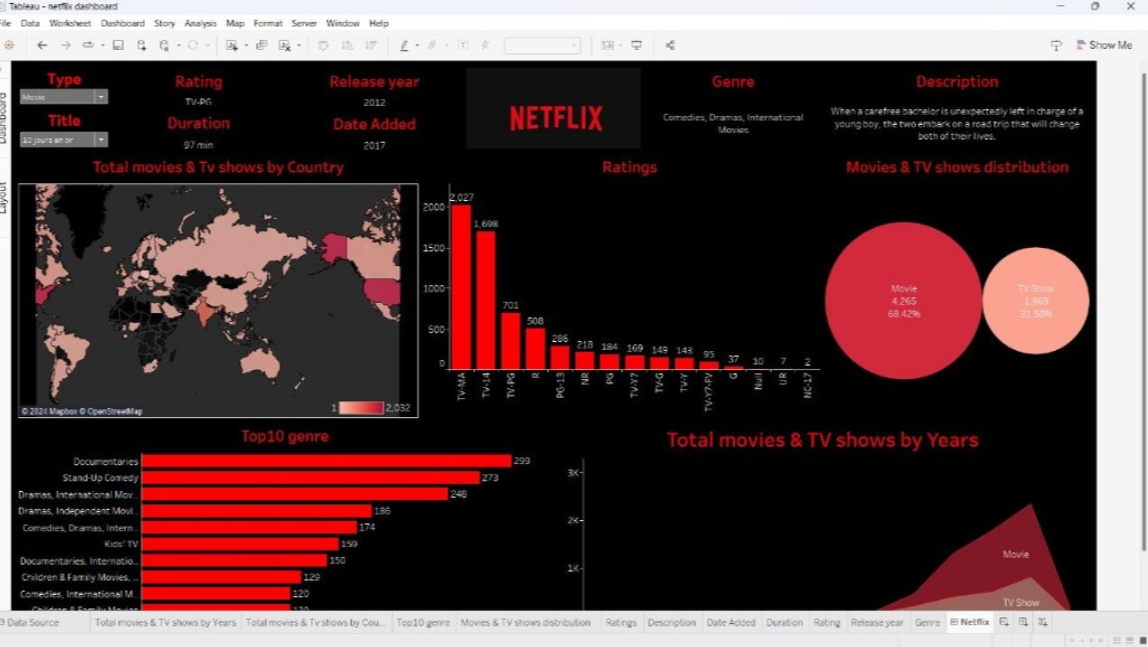 Tableau - netflix dashboard
File Data Worksheet Dashboard Story Analysis Map Format Server Window Help
Show Me
Dashboard
Layout
Type
Movie
Title
10 jours en or
Rating
TV-PG
Duration
97 min
Release year
2012
Date Added
2017
NETFLIX
Genre
Comedies, Dramas, International
Movies
Description
When a carefree bachelor is unexpectedly left in charge of a
young boy, the two embark on a road trip that will change
both of their lives.
Total movies & Tv shows by Country
© 2024 Mapbox © OpenStreetMap
1 2,032
Ratings
2000
1500
1000
500
0
2,027
1,698
701
508
286
218
184
169
149
143
95
37
10
7
2
TV-MA
TV-14
TV-PG
R
PG-13
NR
PG
TV-Y7
TV-G
TV-Y
TV-Y7-FV
G
Null
UR
NC-17
Movies & TV shows distribution
Movie
4,265
68.42%
TV Show
1,969
31.58%
Top10 genre
Documentaries 299
Stand-Up Comedy 273
Dramas, International Mov.. 248
Dramas, Independent Movi.. 186
Comedies, Dramas, Intern.. 174
Kids' TV 159
Documentaries, Internatio.. 150
Children & Family Movies, .. 129
Comedies, International M.. 120
Children & Family Movies 120
Total movies & TV shows by Years
3K
2K
1K
Movie
TV Show
Data Source
Total movies & TV shows by Years
Total movies & TV shows by Cou...
Top10 genre
Movies & TV shows distribution
Ratings
Description
Date Added
Duration
Rating
Release year
Genre
Netflix